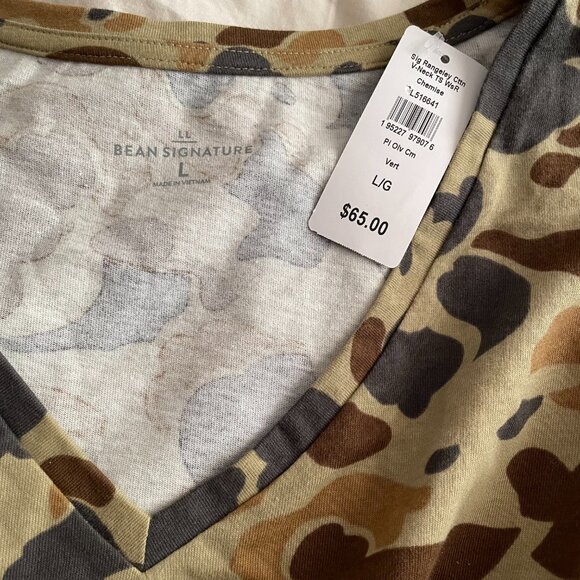 LL
BEAN SIGNATURE
L
MADE IN VIETNAM
Sig Rangeley Cttn
V-Neck TS WsR
Chemise
L516641
1 95227 97907 6
Pl Olv Cm
Vert
L/G
$65.00